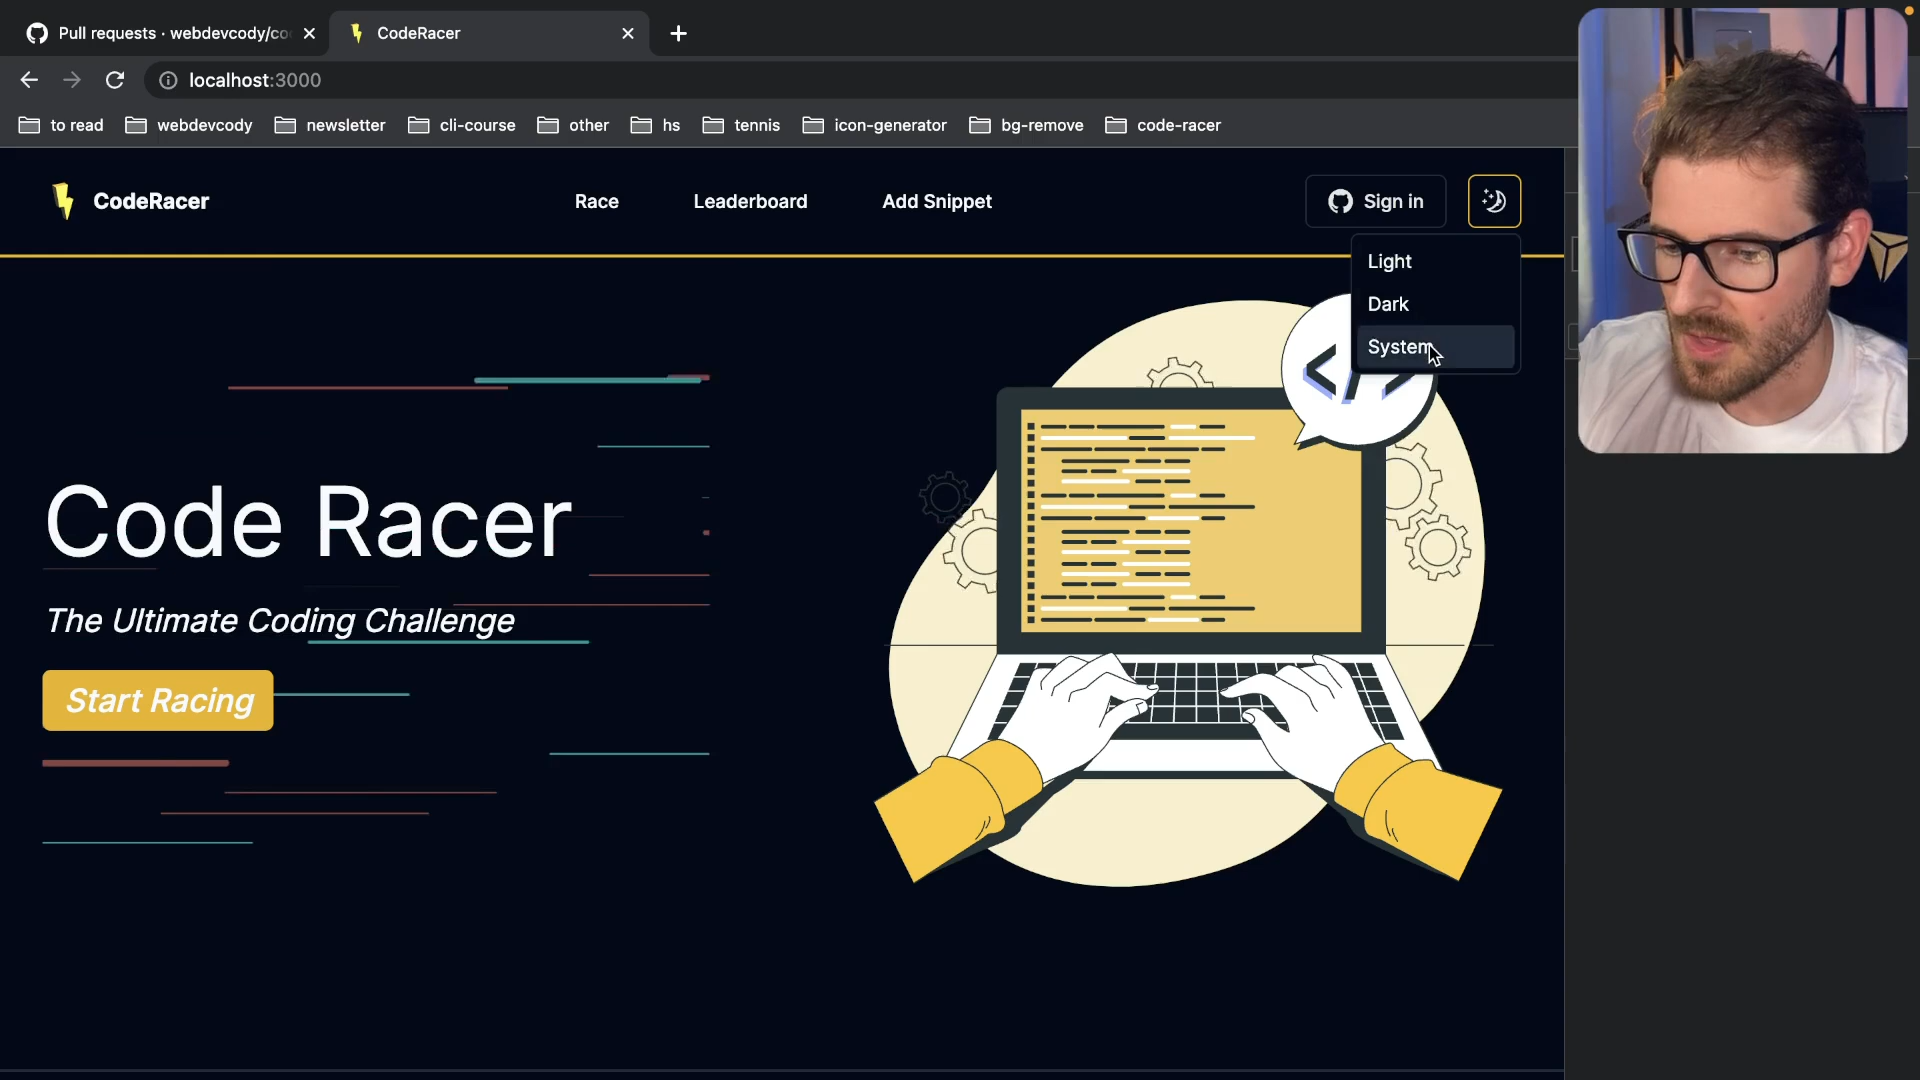 Pull requests · webdevcody/co
CodeRacer
localhost:3000
to read
webdevcody
newsletter
cli-course
other
hs
tennis
icon-generator
bg-remove
code-racer
CodeRacer
Race
Leaderboard
Add Snippet
Sign in
Light
Dark
System
</>
Code Racer
The Ultimate Coding Challenge
Start Racing